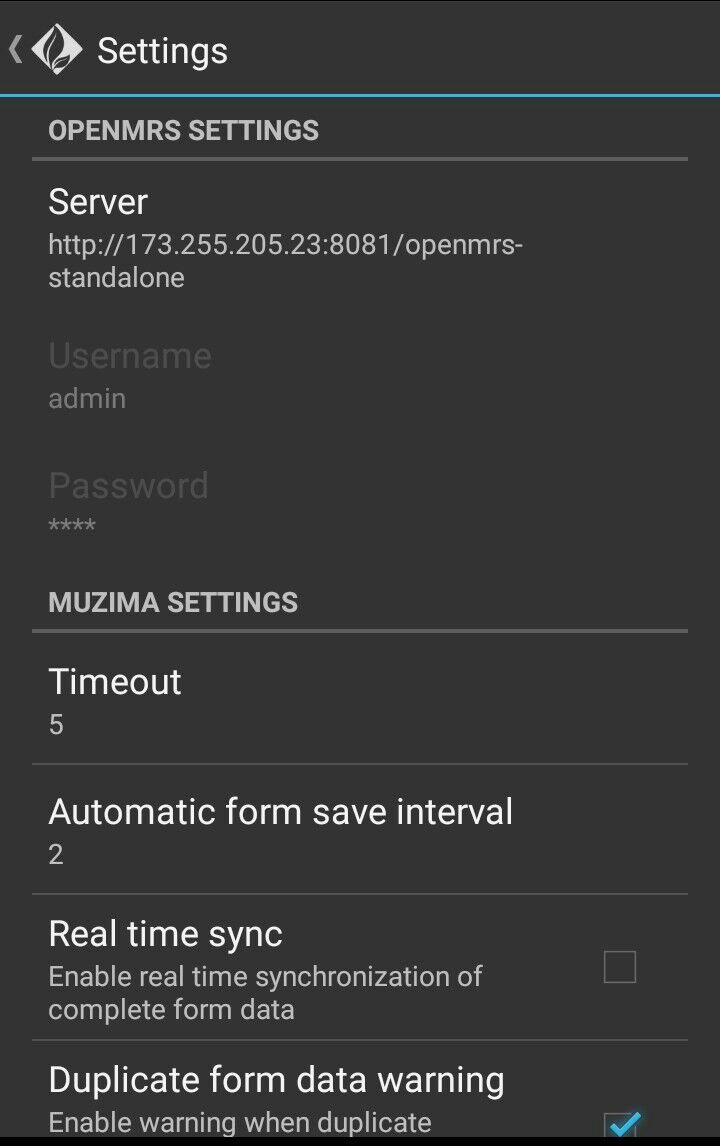 Settings
OPENMRS SETTINGS
Server
http://173.255.205.23:8081/openmrs-
standalone
Username
admin
Password
****
MUZIMA SETTINGS
Timeout
5
Automatic form save interval
2
Real time sync
Enable real time synchronization of
complete form data
Duplicate form data warning
Enable warning when duplicate